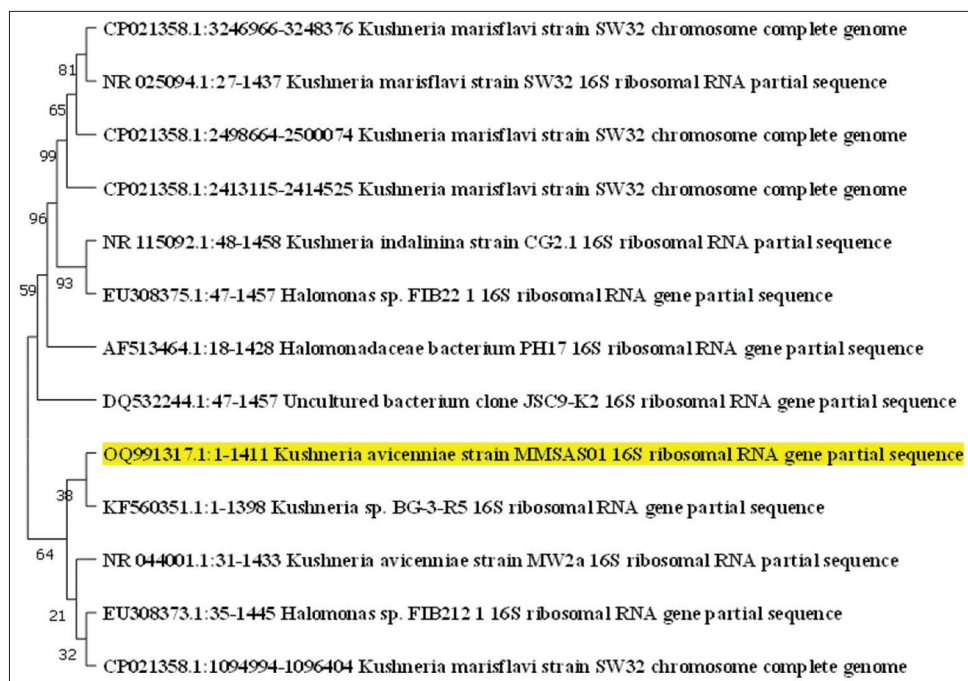 CP021358.1:3246966-3248376 Kushneria marisflavi strain SW32 chromosome complete genome
81
NR 025094.1:27-1437 Kushneria marisflavi strain SW32 16S ribosomal RNA partial sequence
65
CP021358.1:2498664-2500074 Kushneria marisflavi strain SW32 chromosome complete genome
99
CP021358.1:2413115-2414525 Kushneria marisflavi strain SW32 chromosome complete genome
96
NR 115092.1:48-1458 Kushneria indalinina strain CG2.1 16S ribosomal RNA partial sequence
59
93
EU308375.1:47-1457 Halomonas sp. FIB22 1 16S ribosomal RNA gene partial sequence
AF513464.1:18-1428 Halomonadaceae bacterium PH17 16S ribosomal RNA gene partial sequence
DQ532244.1:47-1457 Uncultured bacterium clone JSC9-K2 16S ribosomal RNA gene partial sequence
OQ991317.1:1-1411 Kushneria avicenniae strain MMSAS01 16S ribosomal RNA gene partial sequence
38
KF560351.1:1-1398 Kushneria sp. BG-3-R5 16S ribosomal RNA gene partial sequence
64
NR 044001.1:31-1433 Kushneria avicenniae strain MW2a 16S ribosomal RNA partial sequence
21
EU308373.1:35-1445 Halomonas sp. FIB212 1 16S ribosomal RNA gene partial sequence
32
CP021358.1:1094994-1096404 Kushneria marisflavi strain SW32 chromosome complete genome